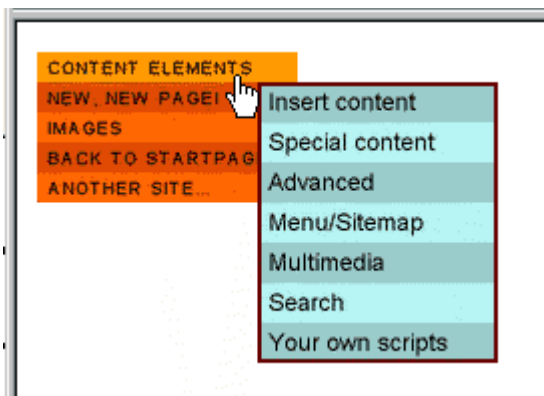 CONTENT ELEMENTS
NEW, NEW PAGE!
IMAGES
BACK TO STARTPAG
ANOTHER SITE...
Insert content
Special content
Advanced
Menu/Sitemap
Multimedia
Search
Your own scripts